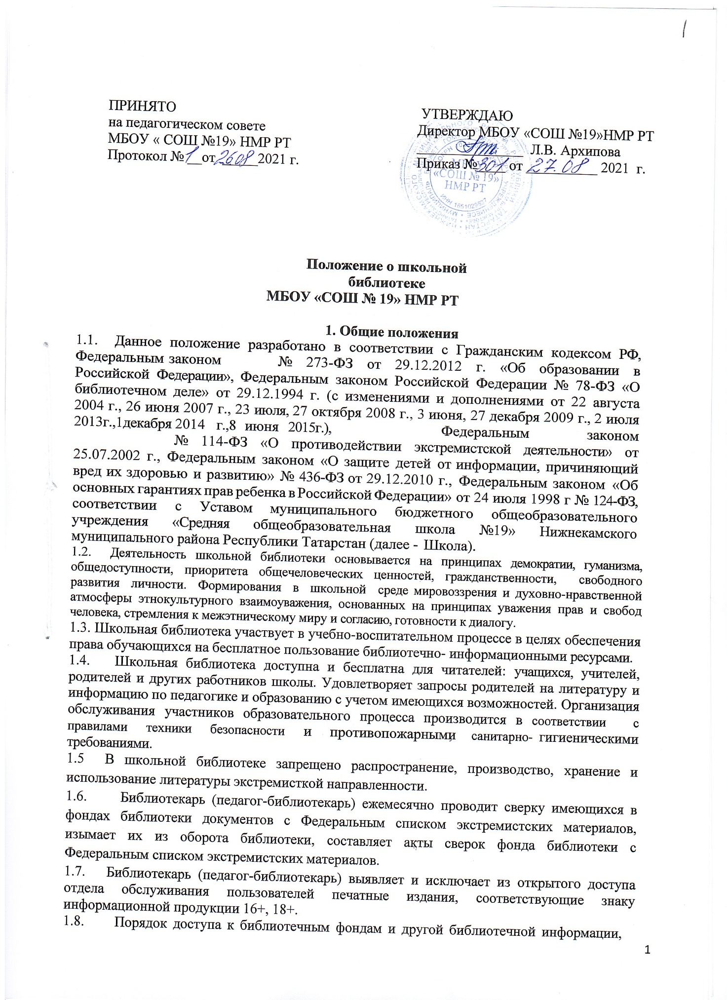 1
ПРИНЯТО
на педагогическом совете
МБОУ « СОШ №19» НМР РТ
Протокол № 1 от 26 08 2021 г.
УТВЕРЖДАЮ
Директор МБОУ «СОШ №19»НМР РТ
Л.В. Архипова
Приказ № 301 от 27.08 2021 г.
МБОУ
«СОШ № 19»
НМР РТ
Положение о школьной
библиотеке
МБОУ «СОШ № 19» НМР РТ
1. Общие положения
1.1. Данное положение разработано в соответствии с Гражданским кодексом РФ,
Федеральным законом № 273-ФЗ от 29.12.2012 г. «Об образовании в
Российской Федерации», Федеральным законом Российской Федерации № 78-ФЗ «О
библиотечном деле» от 29.12.1994 г. (с изменениями и дополнениями от 22 августа
2004 г., 26 июня 2007 г., 23 июля, 27 октября 2008 г., 3 июня, 27 декабря 2009 г., 2 июля
2013г.,1декабря 2014 г.,8 июня 2015г.), Федеральным законом
№ 114-ФЗ «О противодействии экстремистской деятельности» от
25.07.2002 г., Федеральным законом «О защите детей от информации, причиняющий
вред их здоровью и развитию» № 436-ФЗ от 29.12.2010 г., Федеральным законом «Об
основных гарантиях прав ребенка в Российской Федерации» от 24 июля 1998 г № 124-ФЗ,
соответствии с Уставом муниципального бюджетного общеобразовательного
учреждения «Средняя общеобразовательная школа №19» Нижнекамского
муниципального района Республики Татарстан (далее - Школа).
1.2. Деятельность школьной библиотеки основывается на принципах демократии, гуманизма,
общедоступности, приоритета общечеловеческих ценностей, гражданственности, свободного
развития личности. Формирования в школьной среде мировоззрения и духовно-нравственной
атмосферы этнокультурного взаимоуважения, основанных на принципах уважения прав и свобод
человека, стремления к межэтническому миру и согласию, готовности к диалогу.
1.3. Школьная библиотека участвует в учебно-воспитательном процессе в целях обеспечения
права обучающихся на бесплатное пользование библиотечно- информационными ресурсами.
1.4. Школьная библиотека доступна и бесплатна для читателей: учащихся, учителей,
родителей и других работников школы. Удовлетворяет запросы родителей на литературу и
информацию по педагогике и образованию с учетом имеющихся возможностей. Организация
обслуживания участников образовательного процесса производится в соответствии с
правилами техники безопасности и противопожарными, санитарно- гигиеническими
требованиями.
1.5 В школьной библиотеке запрещено распространение, производство, хранение и
использование литературы экстремисткой направленности.
1.6. Библиотекарь (педагог-библиотекарь) ежемесячно проводит сверку имеющихся в
фондах библиотеки документов с Федеральным списком экстремистских материалов,
изымает их из оборота библиотеки, составляет акты сверок фонда библиотеки с
Федеральным списком экстремистских материалов.
1.7. Библиотекарь (педагог-библиотекарь) выявляет и исключает из открытого доступа
отдела обслуживания пользователей печатные издания, соответствующие знаку
информационной продукции 16+, 18+.
1.8. Порядок доступа к библиотечным фондам и другой библиотечной информации,
1